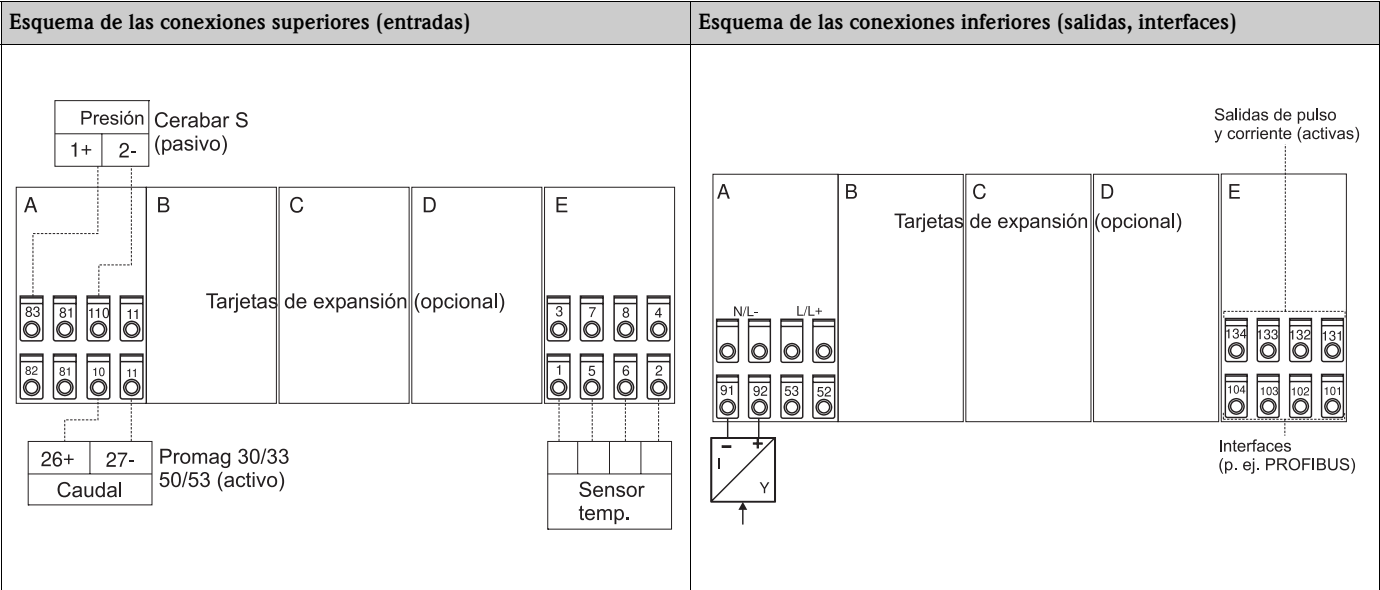 Esquema de las conexiones superiores (entradas)
Presión
1+ 2-
Cerabar S
(pasivo)
A B C D E
Tarjetas de expansión (opcional)
83 81 110 11
82 81 10 11
3 7 8 4
1 5 6 2
26+ 27-
Caudal
Promag 30/33
50/53 (activo)
Sensor
temp.
Esquema de las conexiones inferiores (salidas, interfaces)
Salidas de pulso
y corriente (activas)
A B C D E
Tarjetas de expansión (opcional)
N/L- L/L+
91 92 53 52
134 133 132 131
104 103 102 101
- +
I
Y
Interfaces
(p. ej. PROFIBUS)